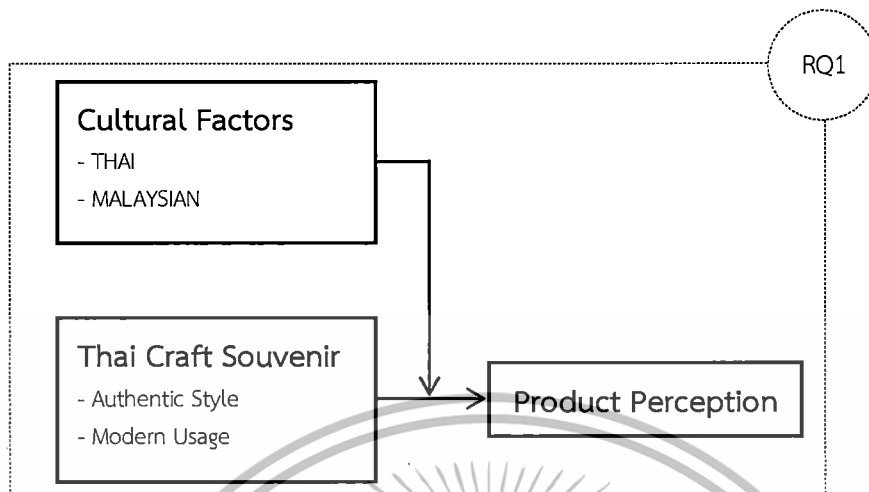 RQ1
Cultural Factors
- THAI
- MALAYSIAN
Thai Craft Souvenir
- Authentic Style
- Modern Usage
Product Perception